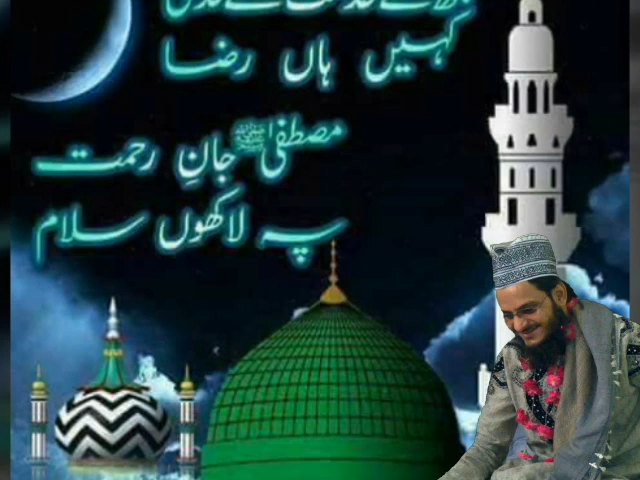 کہیں ہاں رضا
مصطفیٰ ﷺ جانِ رحمت
پہ لاکھوں سلام